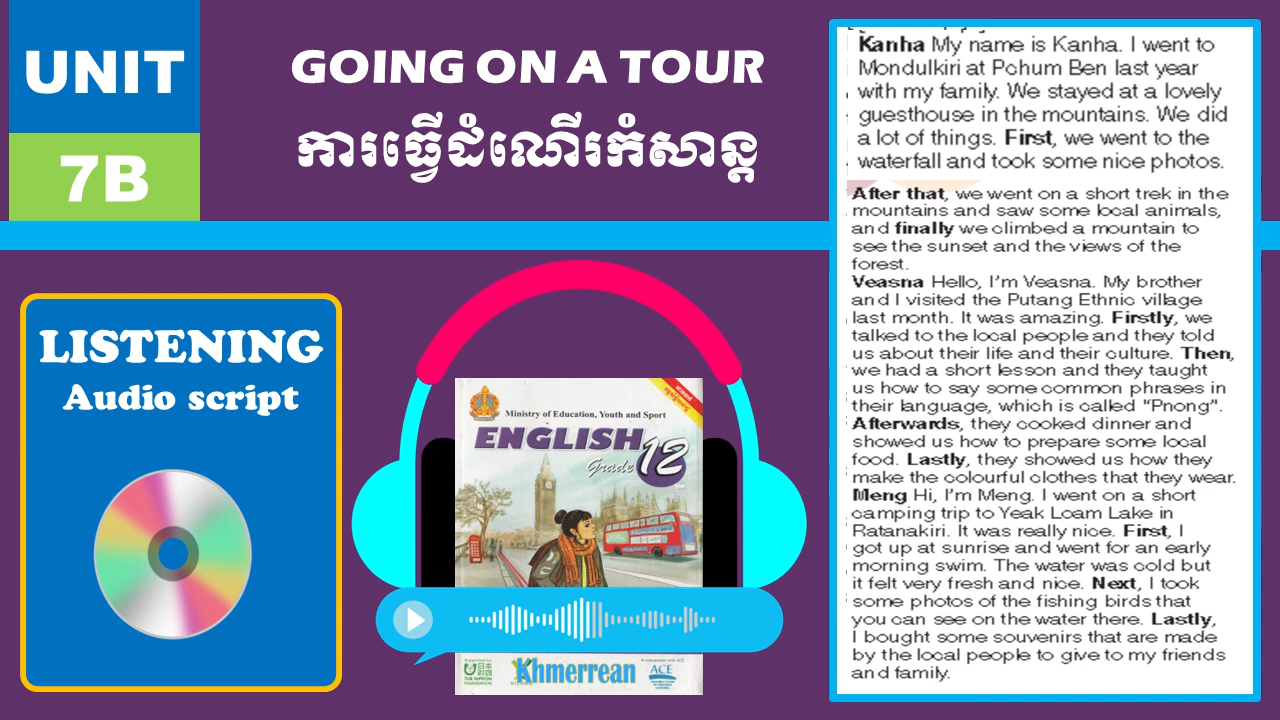 UNIT
7B
GOING ON A TOUR
ការធ្វើដំណើរកំសាន្ត
LISTENING
Audio script
Ministry of Education, Youth and Sport
ENGLISH
Grade 12
Khmerrean
THE NIPPON
FOUNDATION
ACE
Kanha My name is Kanha. I went to
Mondulkiri at Pchum Ben last year
with my family. We stayed at a lovely
guesthouse in the mountains. We did
a lot of things. First, we went to the
waterfall and took some nice photos.
After that, we went on a short trek in the
mountains and saw some local animals,
and finally we climbed a mountain to
see the sunset and the views of the
forest.
Veasna Hello, I'm Veasna. My brother
and I visited the Putang Ethnic village
last month. It was amazing. Firstly, we
talked to the local people and they told
us about their life and their culture. Then,
we had a short lesson and they taught
us how to say some common phrases in
their language, which is called "Pnong".
Afterwards, they cooked dinner and
showed us how to prepare some local
food. Lastly, they showed us how they
make the colourful clothes that they wear.
Meng Hi, I'm Meng. I went on a short
camping trip to Yeak Loam Lake in
Ratanakiri. It was really nice. First, I
got up at sunrise and went for an early
morning swim. The water was cold but
it felt very fresh and nice. Next, I took
some photos of the fishing birds that
you can see on the water there. Lastly,
I bought some souvenirs that are made
by the local people to give to my friends
and family.